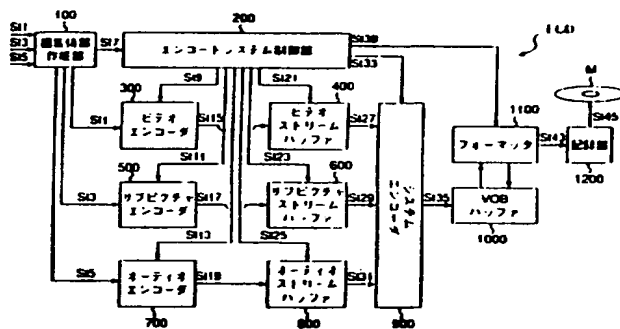 100
200
St1
St3
St5
編集情報
作成部
St7
エンコードシステム制御部
St39
St33
ECD
M
300
St9
St21
400
St1
ビデオ
エンコーダ
St15
ビデオ
ストリーム
バッファ
St27
1100
フォーマッタ
St43
記録部
St45
1200
500
St11
St23
600
St3
サブピクチャ
エンコーダ
St17
サブピクチャ
ストリーム
バッファ
St29
システム
エンコーダ
St35
VOB
バッファ
1000
St13
St25
St5
オーディオ
エンコーダ
St19
オーディオ
ストリーム
バッファ
St31
700
800
900